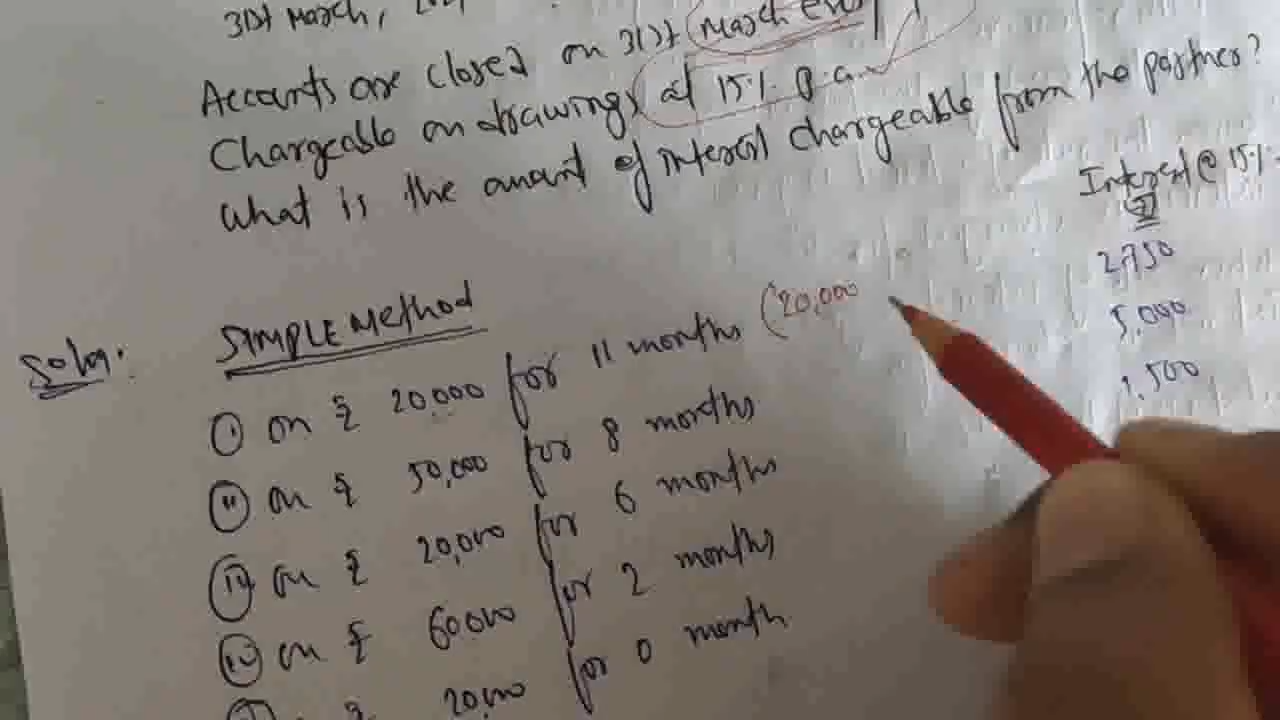 31st March,
Accounts are closed on 31st March every
Chargeable on drawings at 15% p.a.
What is the amount of interest chargeable from the partner?
Interest @ 15%
₹
2,750
5,000
1,500
Soln:
SIMPLE Method
(i) on ₹ 20,000 for 11 months (20,000
(ii) on ₹ 50,000 for 8 months
on ₹ 20,000 for 6 months
(iv) on ₹ 60,000 for 2 months
20,000 for 0 month